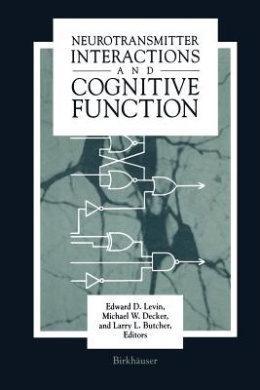 NEUROTRANSMITTER
INTERACTIONS
AND
COGNITIVE
FUNCTION
Edward D. Levin,
Michael W. Decker,
and Larry L. Butcher,
Editors
Birkhäuser